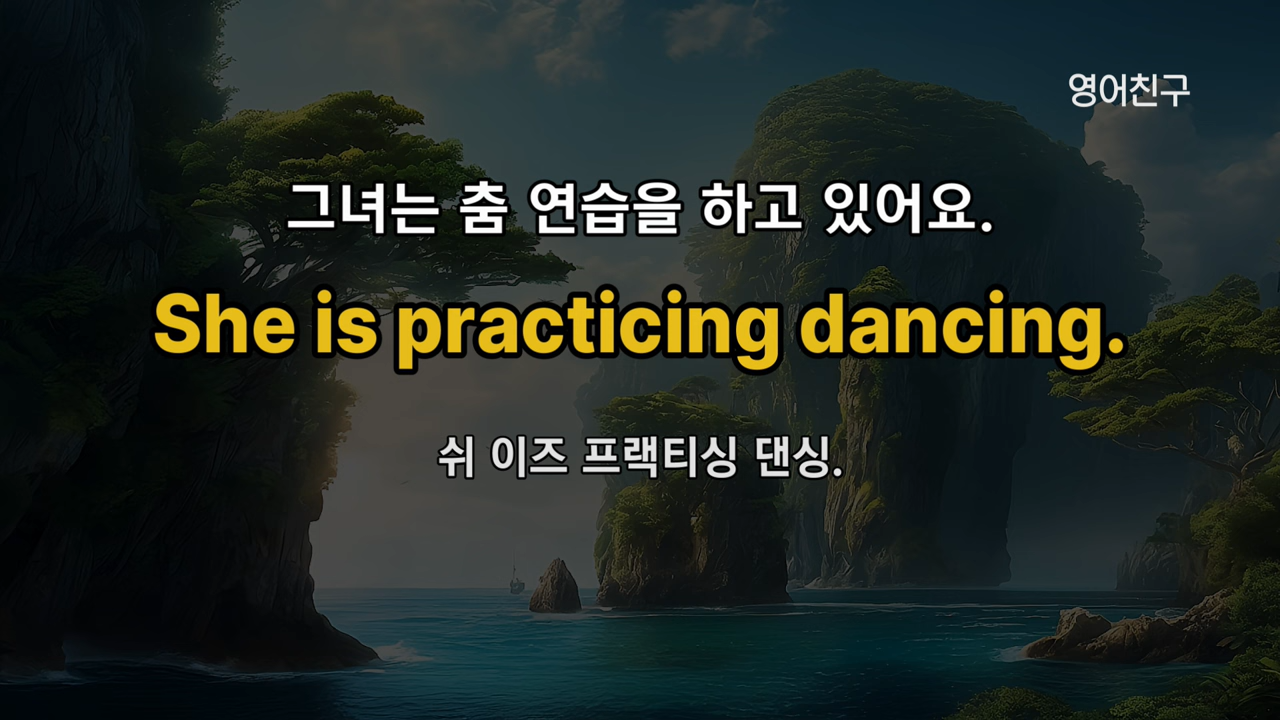 영어친구
그녀는 춤 연습을 하고 있어요.
She is practicing dancing.
쉬 이즈 프랙티싱 댄싱.